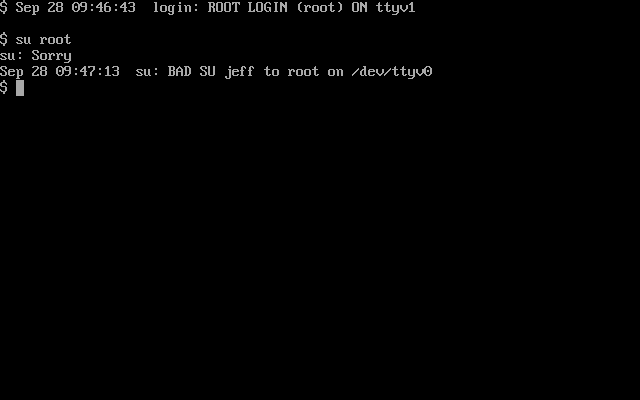 $ Sep 28 09:46:43  login: ROOT LOGIN (root) ON ttyv1
$ su root
su: Sorry
Sep 28 09:47:13  su: BAD SU jeff to root on /dev/ttyv0
$